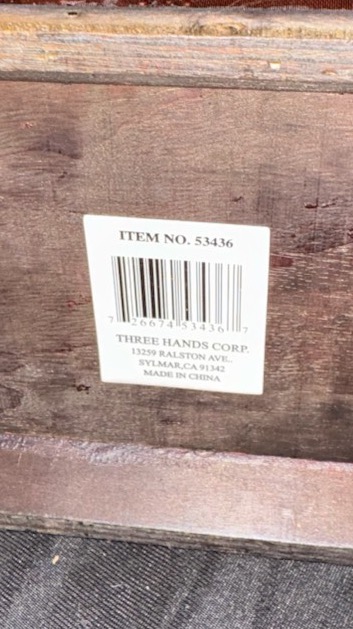 ITEM NO. 53436
7 26674 53436 7
THREE HANDS CORP.
13259 RALSTON AVE.,
SYLMAR,CA 91342
MADE IN CHINA